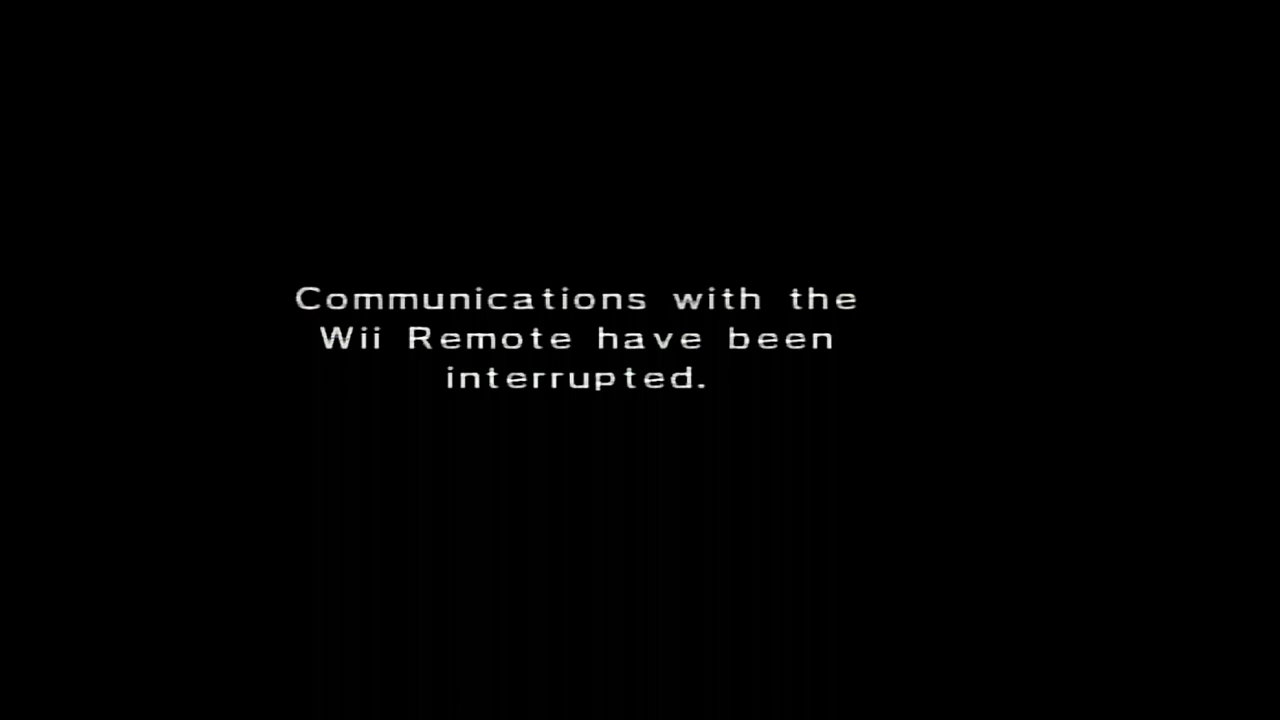 Communications with the
Wii Remote have been
interrupted.